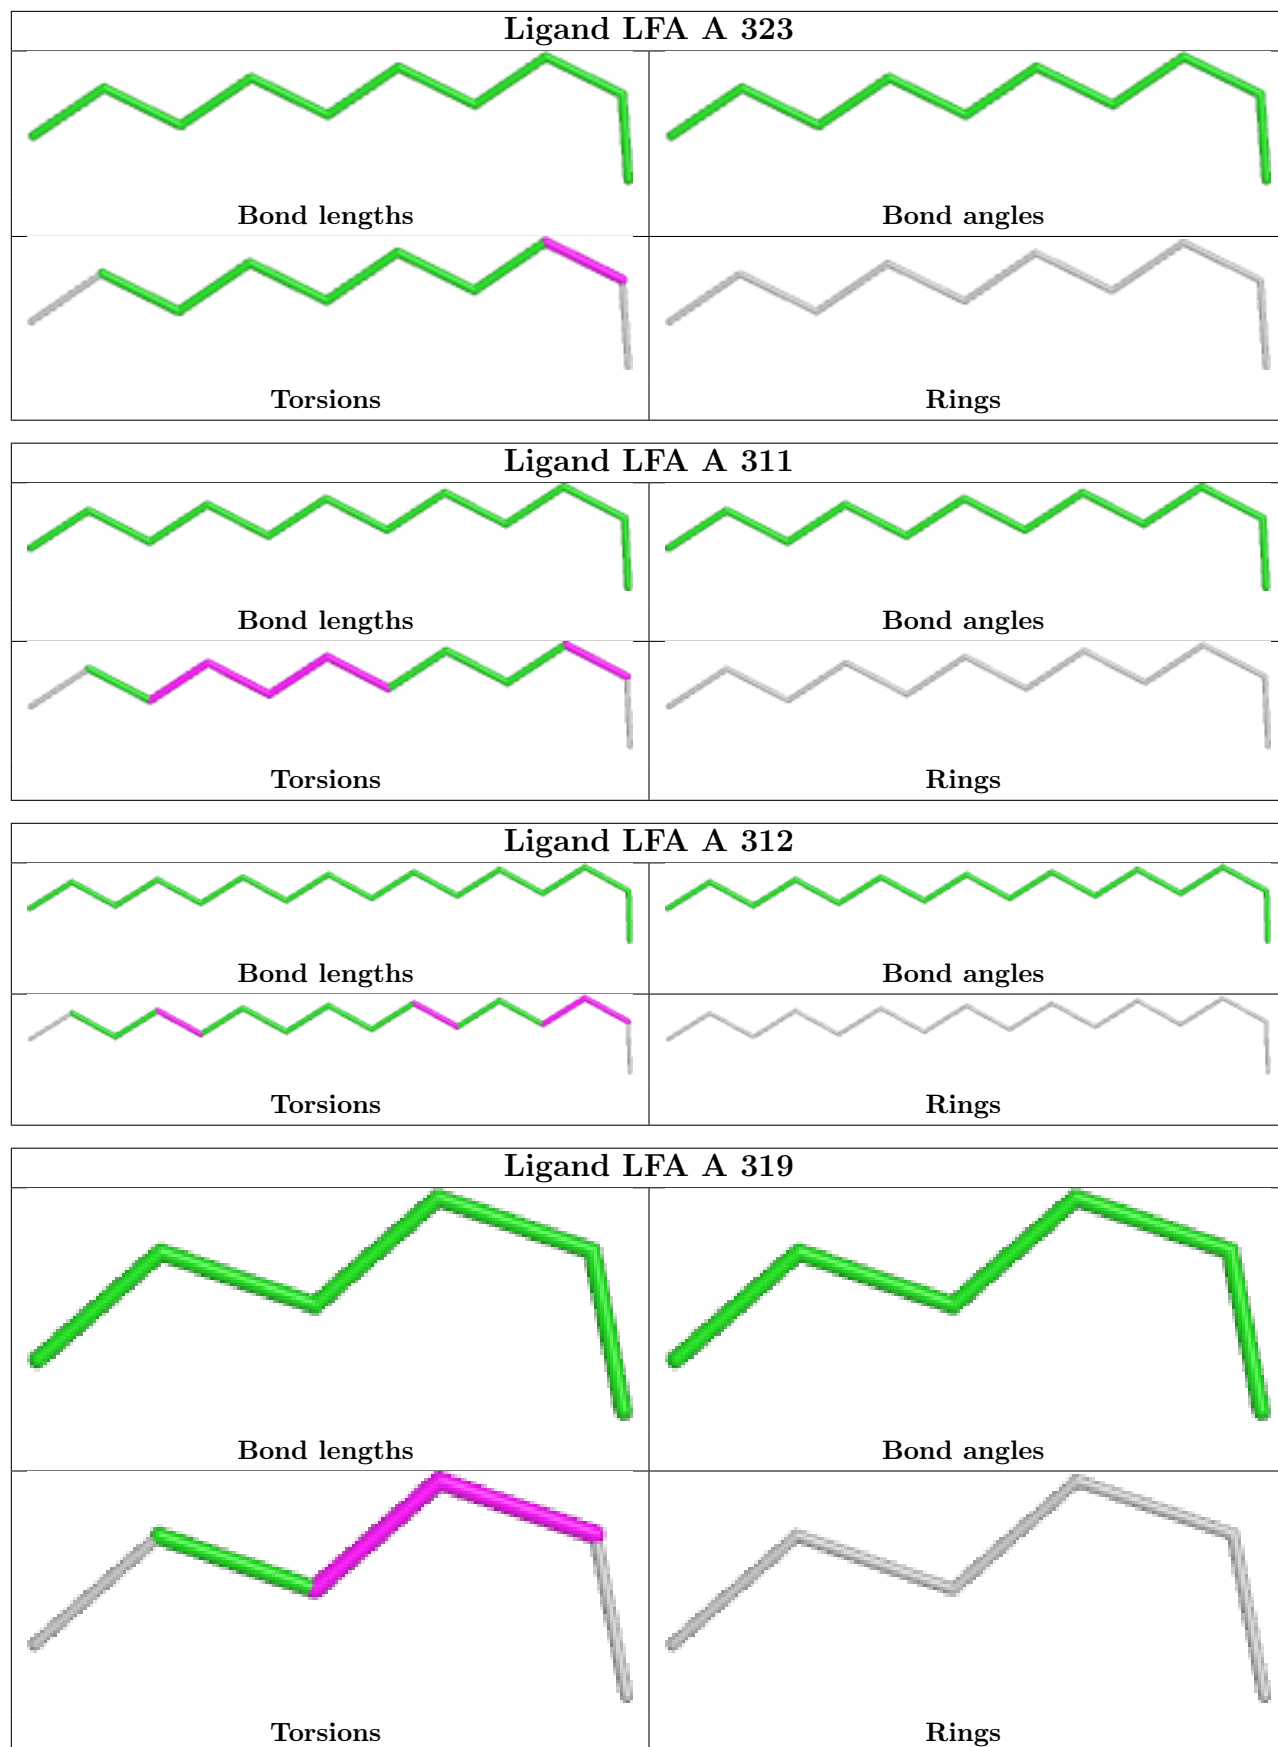 Ligand LFA A 323
Bond lengths
Bond angles
Torsions
Rings
Ligand LFA A 311
Bond lengths
Bond angles
Torsions
Rings
Ligand LFA A 312
Bond lengths
Bond angles
Torsions
Rings
Ligand LFA A 319
Bond lengths
Bond angles
Torsions
Rings